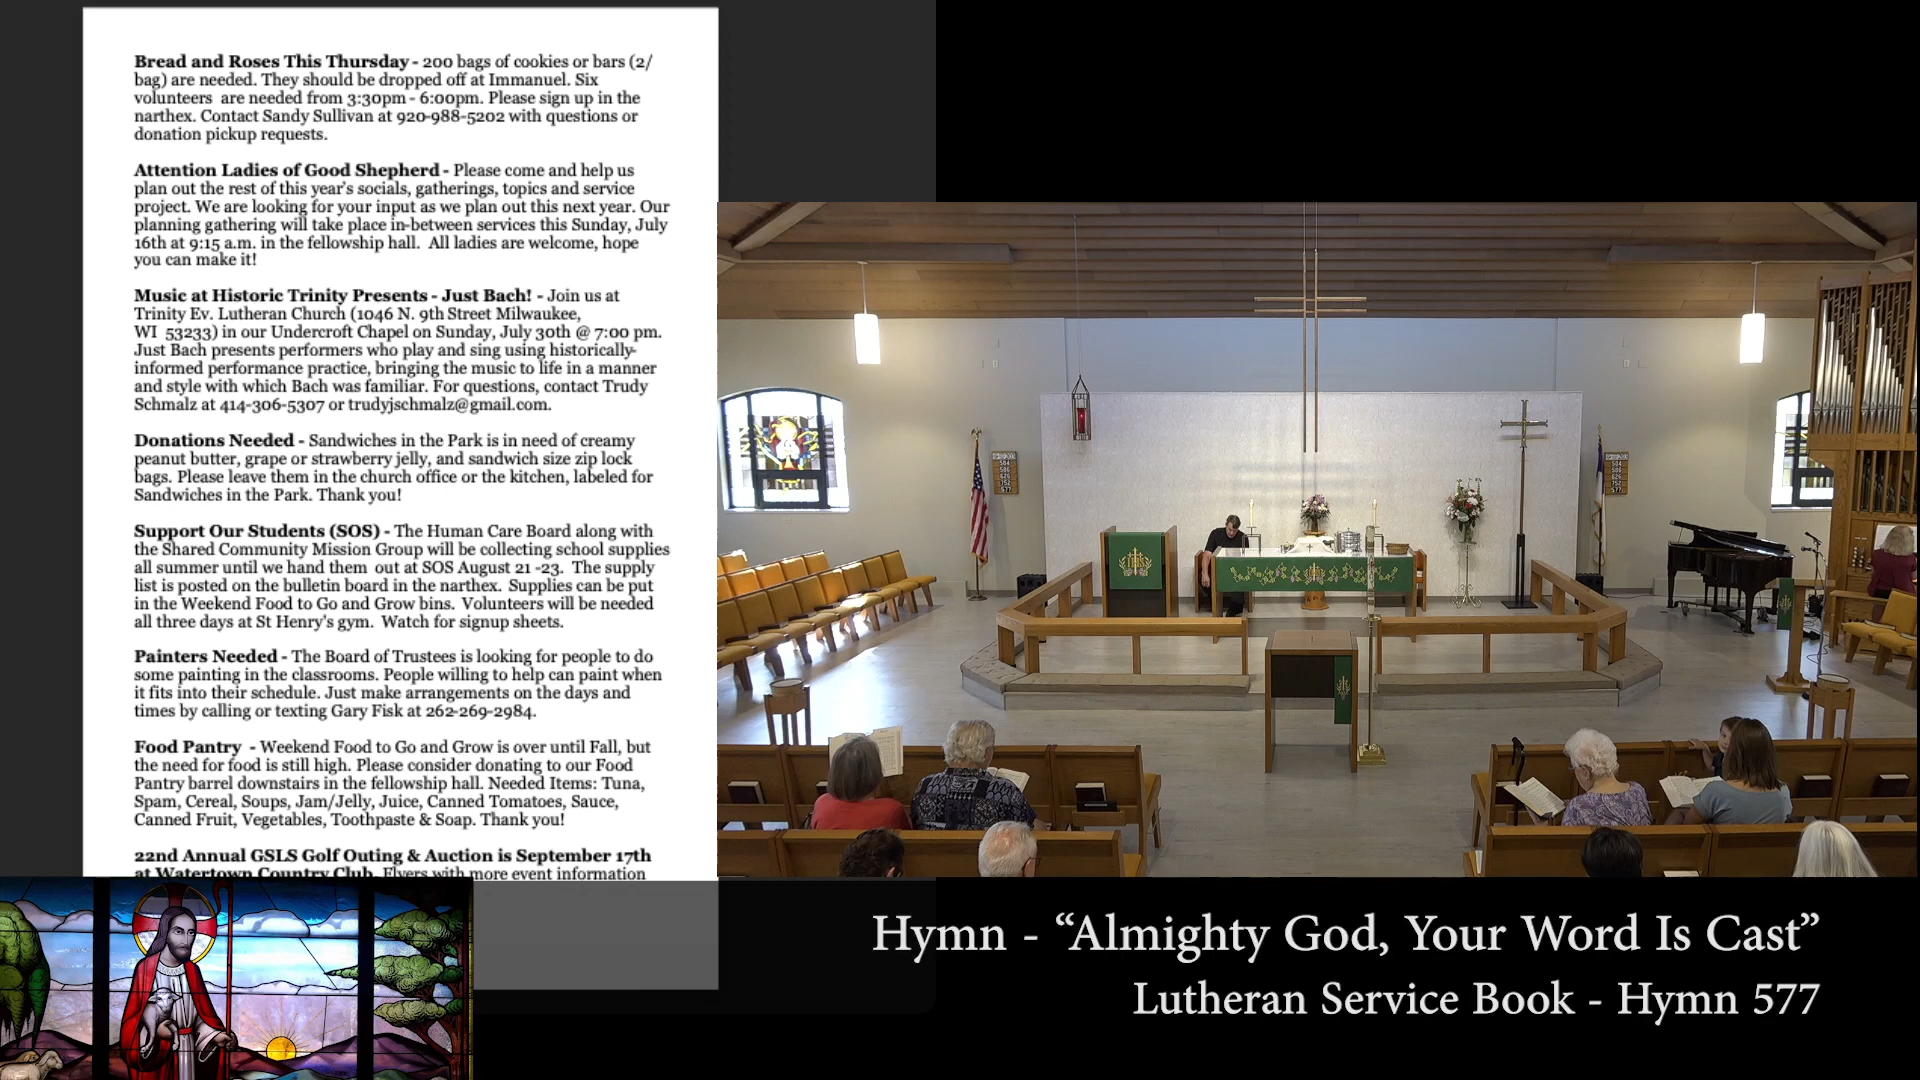 Bread and Roses This Thursday - 200 bags of cookies or bars (2/
bag) are needed. They should be dropped off at Immanuel. Six
volunteers are needed from 3:30pm - 6:00pm. Please sign up in the
narthex. Contact Sandy Sullivan at 920-988-5202 with questions or
donation pickup requests.
Attention Ladies of Good Shepherd - Please come and help us
plan out the rest of this year's socials, gatherings, topics and service
project. We are looking for your input as we plan out this next year. Our
planning gathering will take place in-between services this Sunday, July
16th at 9:15 a.m. in the fellowship hall. All ladies are welcome, hope
you can make it!
Music at Historic Trinity Presents - Just Bach! - Join us at
Trinity Ev. Lutheran Church (1046 N. 9th Street Milwaukee,
WI 53233) in our Undercroft Chapel on Sunday, July 30th @ 7:00 pm.
Just Bach presents performers who play and sing using historically-
informed performance practice, bringing the music to life in a manner
and style with which Bach was familiar. For questions, contact Trudy
Schmalz at 414-306-5307 or trudyjschmalz@gmail.com.
Donations Needed - Sandwiches in the Park is in need of creamy
peanut butter, grape or strawberry jelly, and sandwich size zip lock
bags. Please leave them in the church office or the kitchen, labeled for
Sandwiches in the Park. Thank you!
Support Our Students (SOS) - The Human Care Board along with
the Shared Community Mission Group will be collecting school supplies
all summer until we hand them out at SOS August 21 -23. The supply
list is posted on the bulletin board in the narthex. Supplies can be put
in the Weekend Food to Go and Grow bins. Volunteers will be needed
all three days at St Henry's gym. Watch for signup sheets.
Painters Needed - The Board of Trustees is looking for people to do
some painting in the classrooms. People willing to help can paint when
it fits into their schedule. Just make arrangements on the days and
times by calling or texting Gary Fisk at 262-269-2984.
Food Pantry - Weekend Food to Go and Grow is over until Fall, but
the need for food is still high. Please consider donating to our Food
Pantry barrel downstairs in the fellowship hall. Needed Items: Tuna,
Spam, Cereal, Soups, Jam/Jelly, Juice, Canned Tomatoes, Sauce,
Canned Fruit, Vegetables, Toothpaste & Soap. Thank you!
22nd Annual GSLS Golf Outing & Auction is September 17th
at Watertown Country Club. Flyers with more event information
584
586
626
752
577
584
586
626
752
577
Hymn - “Almighty God, Your Word Is Cast”
Lutheran Service Book - Hymn 577